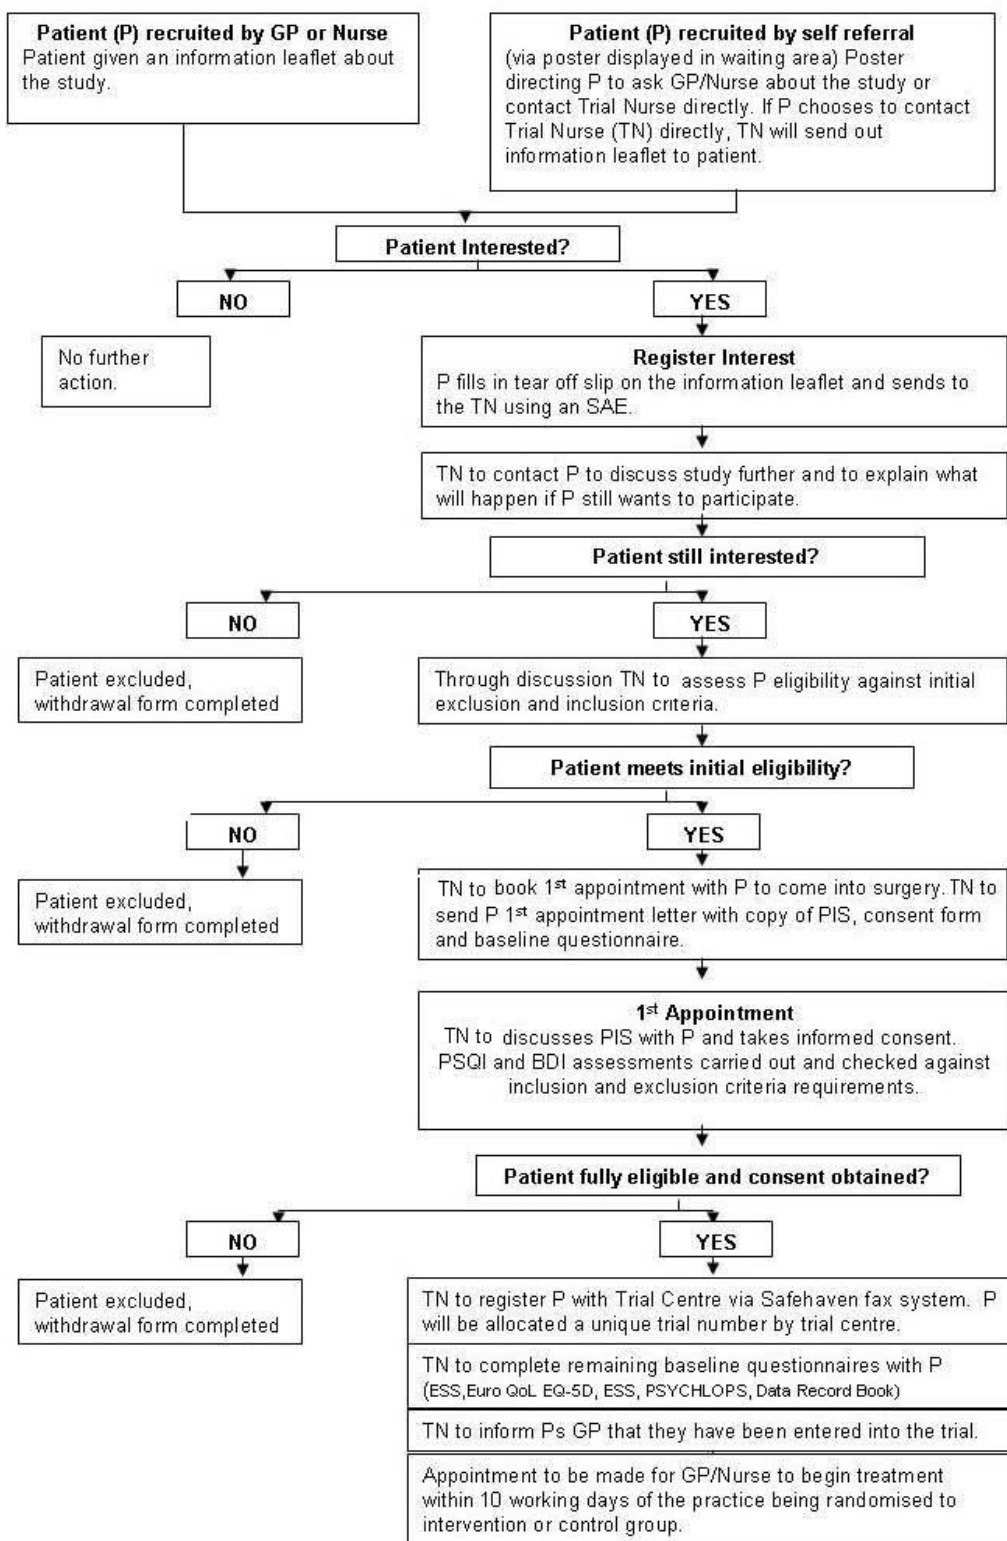 Patient (P) recruited by GP or Nurse
Patient given an information leaflet about
the study.
Patient (P) recruited by self referral
(via poster displayed in waiting area) Poster
directing P to ask GP/Nurse about the study or
contact Trial Nurse directly. If P chooses to contact
Trial Nurse (TN) directly, TN will send out
information leaflet to patient.
Patient Interested?
NO
YES
No further
action.
Register Interest
P fills in tear off slip on the information leaflet and sends to
the TN using an SAE.
TN to contact P to discuss study further and to explain what
will happen if P still wants to participate.
Patient still interested?
NO
YES
Patient excluded,
withdrawal form completed
Through discussion TN to assess P eligibility against initial
exclusion and inclusion criteria.
Patient meets initial eligibility?
NO
YES
Patient excluded,
withdrawal form completed
TN to book 1st appointment with P to come into surgery. TN to
send P 1st appointment letter with copy of PIS, consent form
and baseline questionnaire.
1st Appointment
TN to discusses PIS with P and takes informed consent.
PSQI and BDI assessments carried out and checked against
inclusion and exclusion criteria requirements.
Patient fully eligible and consent obtained?
NO
YES
Patient excluded,
withdrawal form completed
TN to register P with Trial Centre via Safehaven fax system. P
will be allocated a unique trial number by trial centre.
TN to complete remaining baseline questionnaires with P
(ESS,Euro QoL EQ-5D, ESS, PSYCHLOPS, Data Record Book)
TN to inform Ps GP that they have been entered into the trial.
Appointment to be made for GP/Nurse to begin treatment
within 10 working days of the practice being randomised to
intervention or control group.